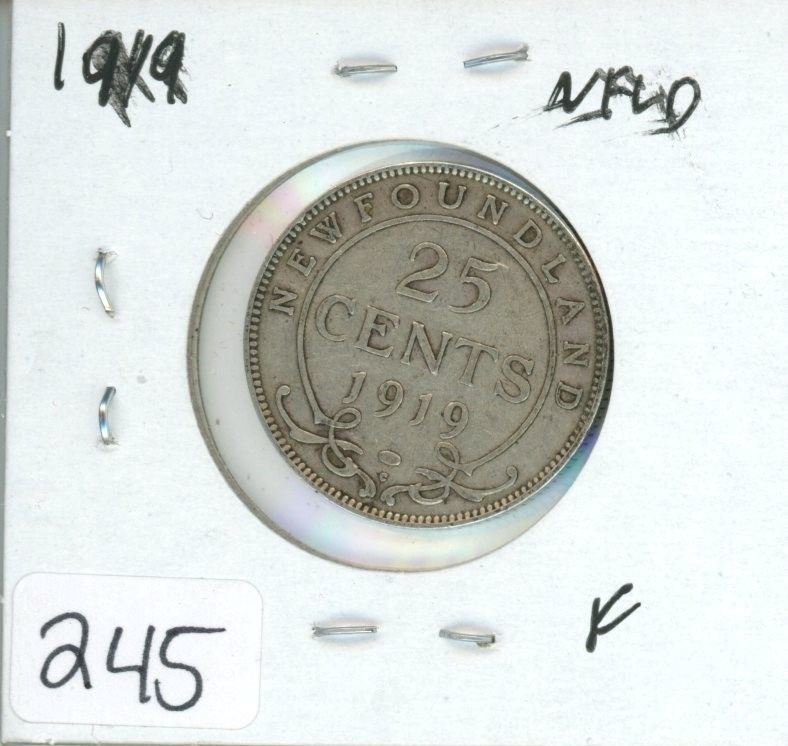 1919
NFLD
NEWFOUNDLAND
25
CENTS
1919
C
245
F